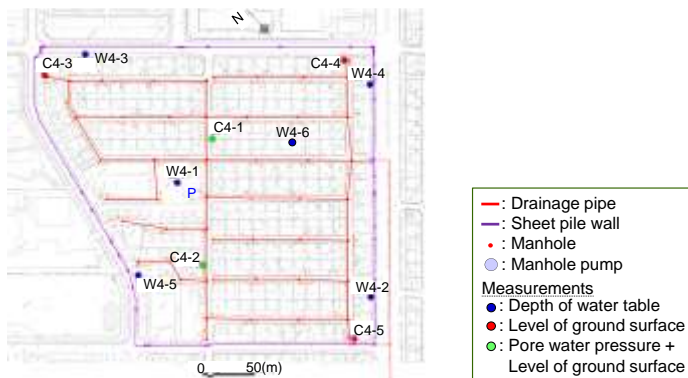 N
W4-3
C4-3
C4-4
W4-4
C4-1
W4-6
W4-1
P
C4-2
W4-5
W4-2
C4-5
0 50(m)
: Drainage pipe
: Sheet pile wall
: Manhole
: Manhole pump
Measurements
: Depth of water table
: Level of ground surface
: Pore water pressure +
Level of ground surface